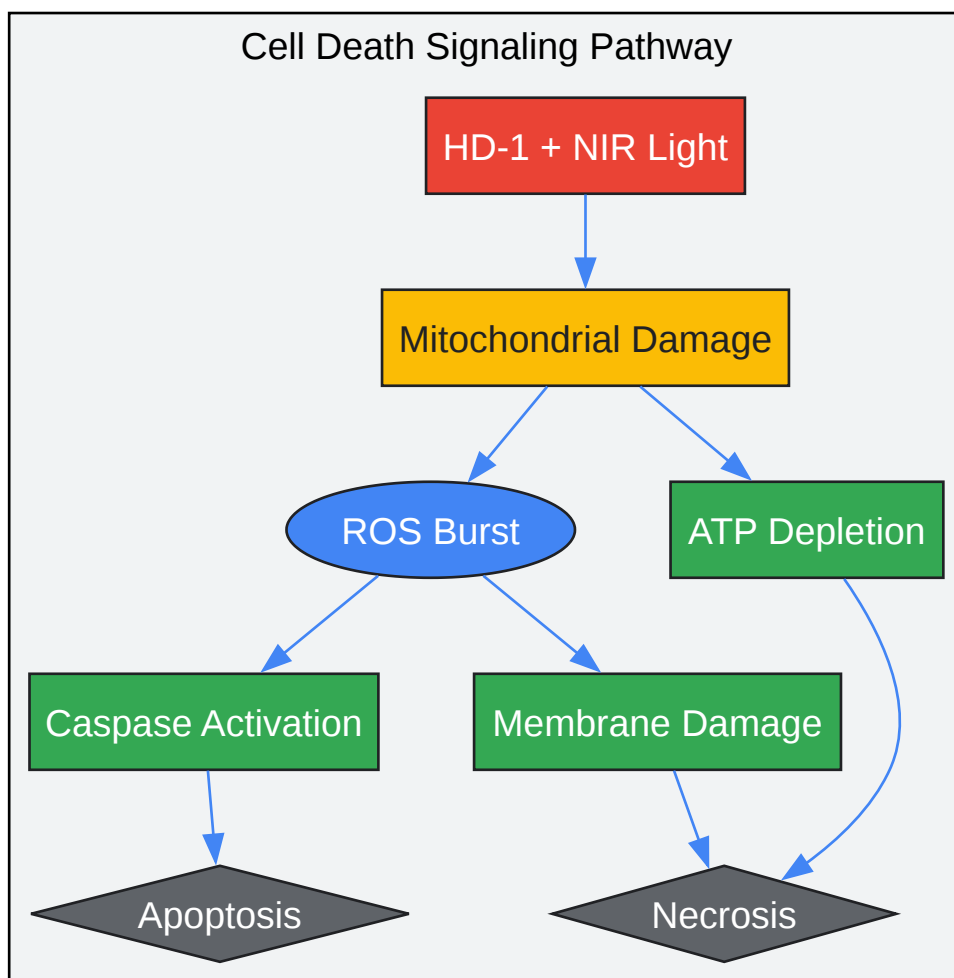 Cell Death Signaling Pathway
HD-1 + NIR Light
Mitochondrial Damage
ROS Burst
ATP Depletion
Caspase Activation
Membrane Damage
Apoptosis
Necrosis